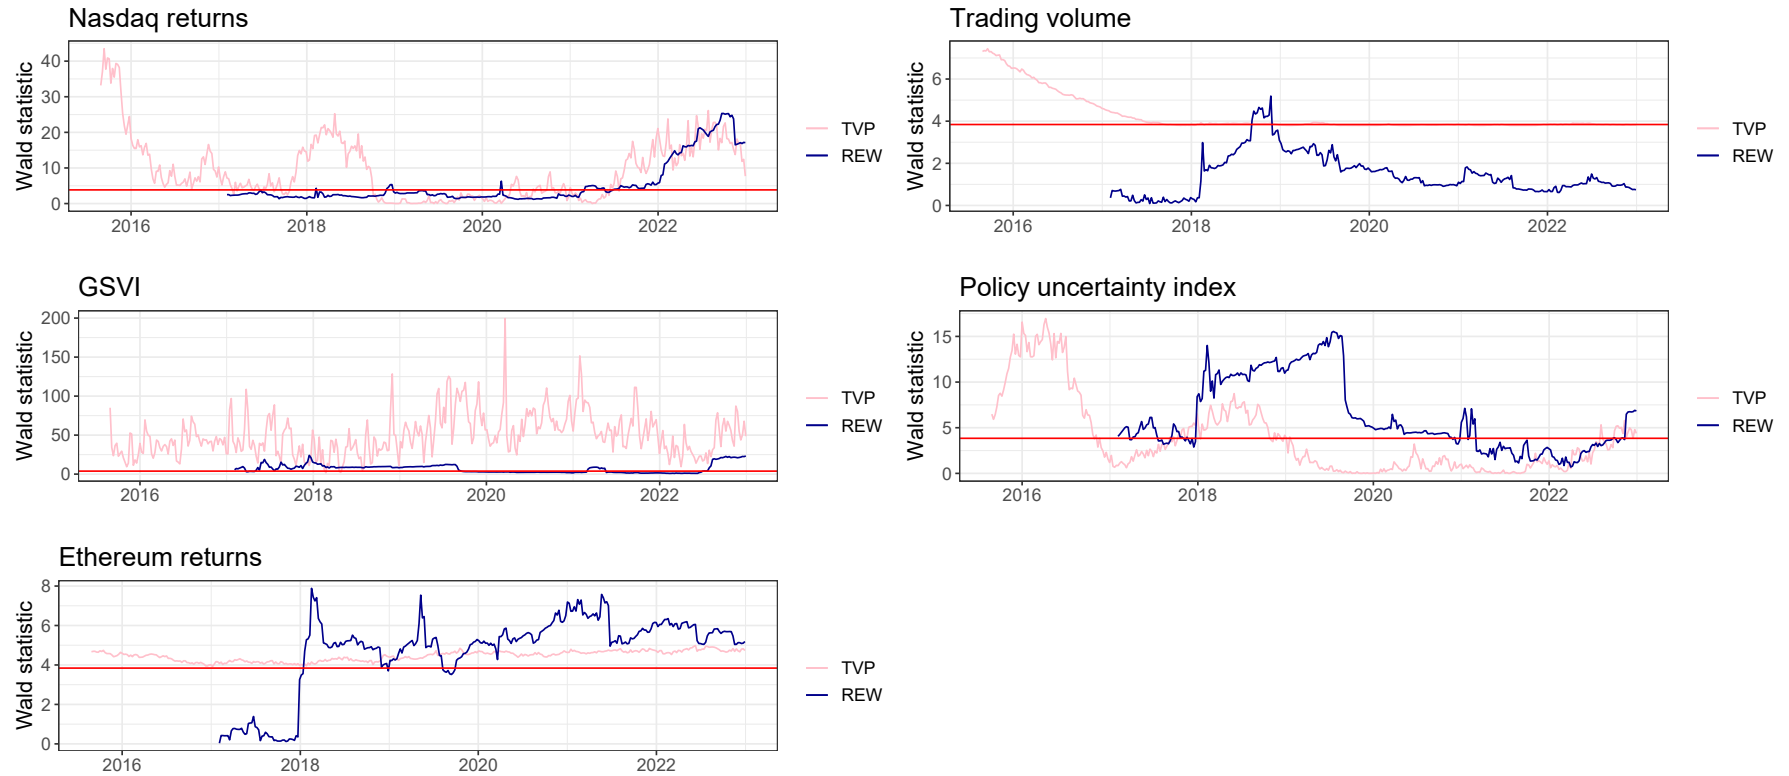 Nasdaq returns
Wald statistic
40
30
20
10
0
2016 2018 2020 2022
TVP
REW
Trading volume
Wald statistic
6
4
2
0
2016 2018 2020 2022
TVP
REW
GSVI
Wald statistic
200
150
100
50
0
2016 2018 2020 2022
TVP
REW
Policy uncertainty index
Wald statistic
15
10
5
0
2016 2018 2020 2022
TVP
REW
Ethereum returns
Wald statistic
8
6
4
2
0
2016 2018 2020 2022
TVP
REW